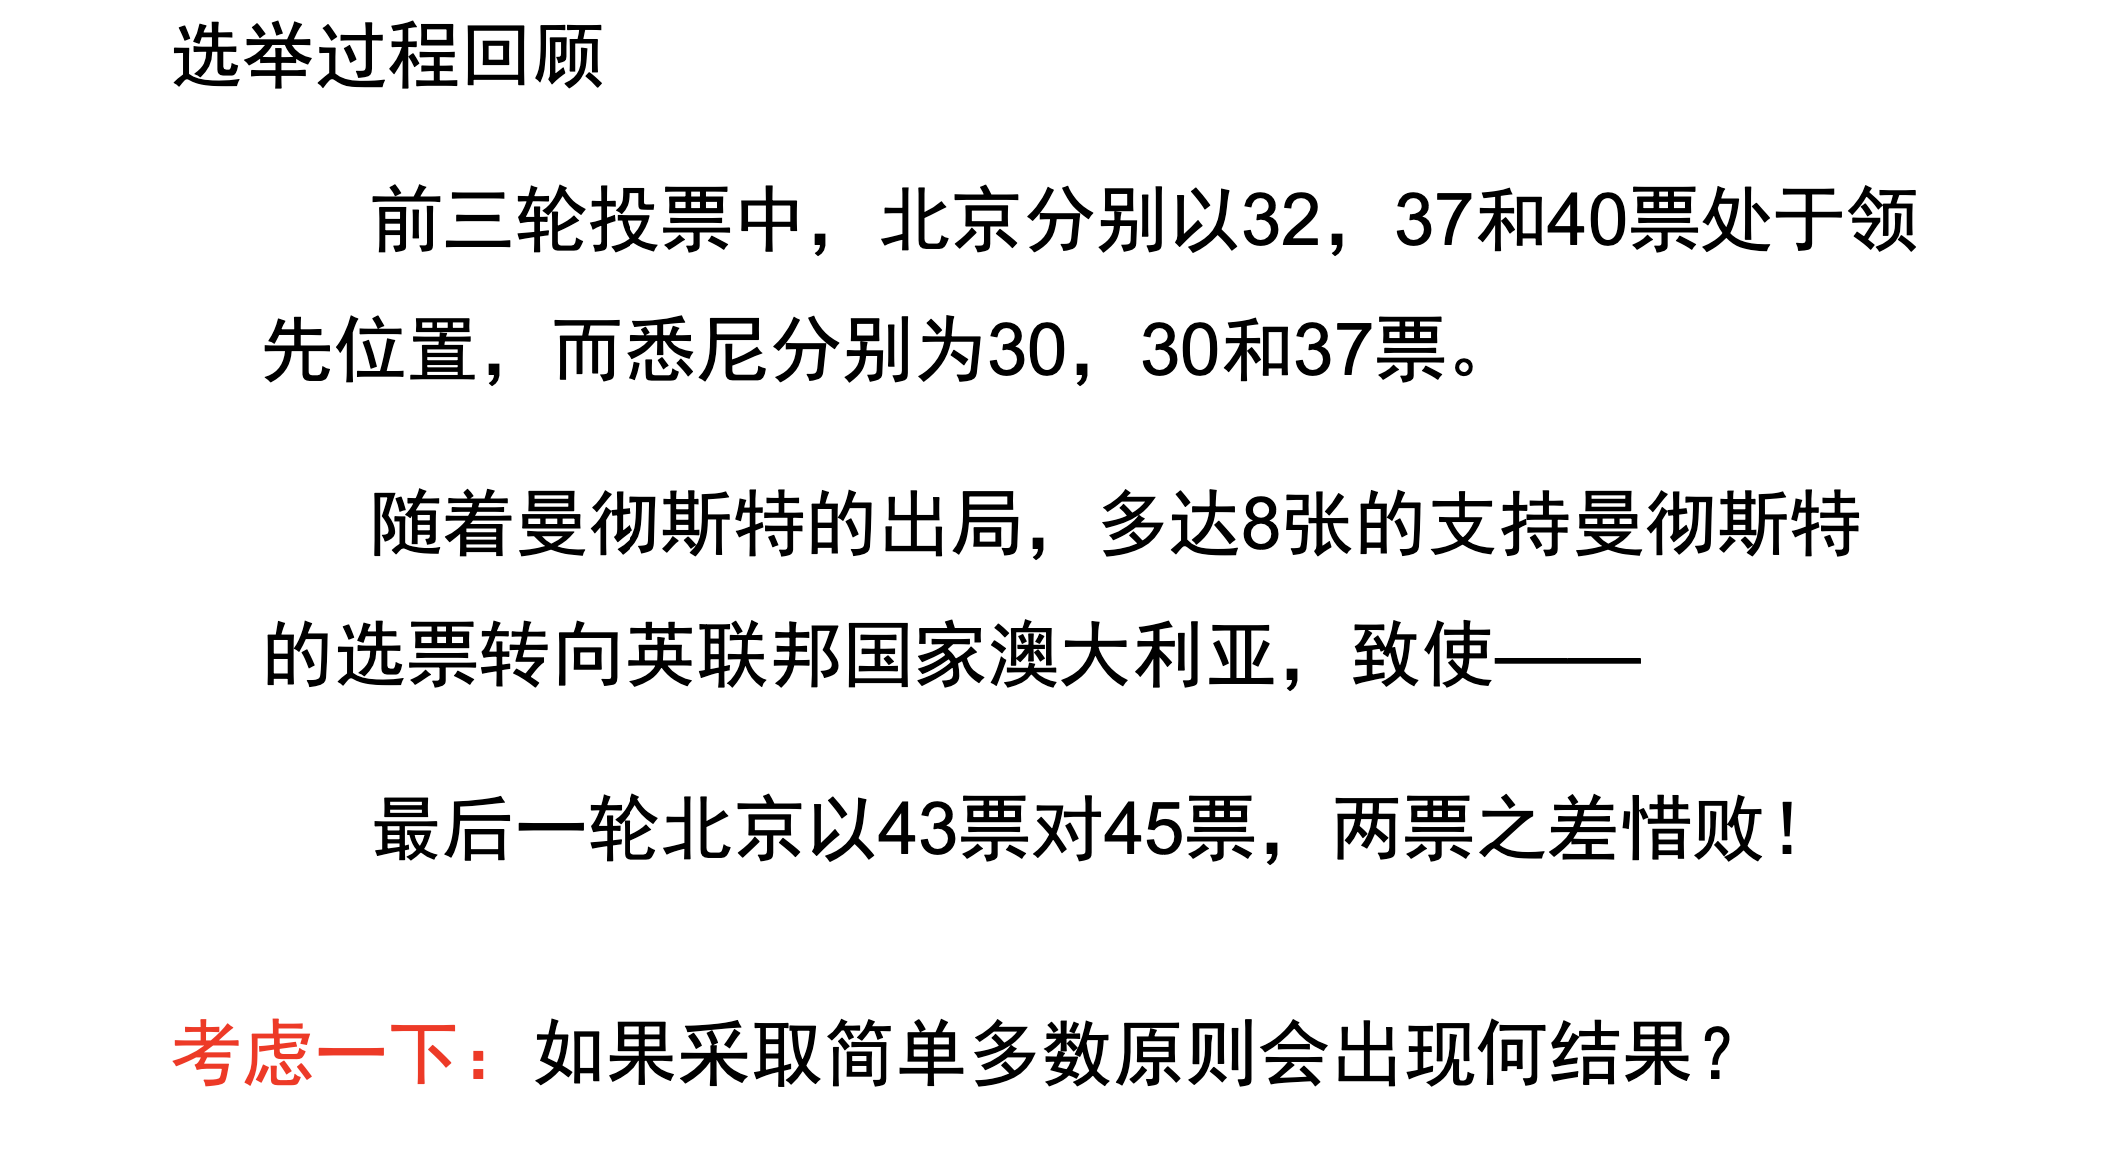 选举过程回顾
前三轮投票中，北京分别以32，37和40票处于领
先位置，而悉尼分别为30，30和37票。
随着曼彻斯特的出局，多达8张的支持曼彻斯特
的选票转向英联邦国家澳大利亚，致使——
最后一轮北京以43票对45票，两票之差惜败！
考虑一下：如果采取简单多数原则会出现何结果？